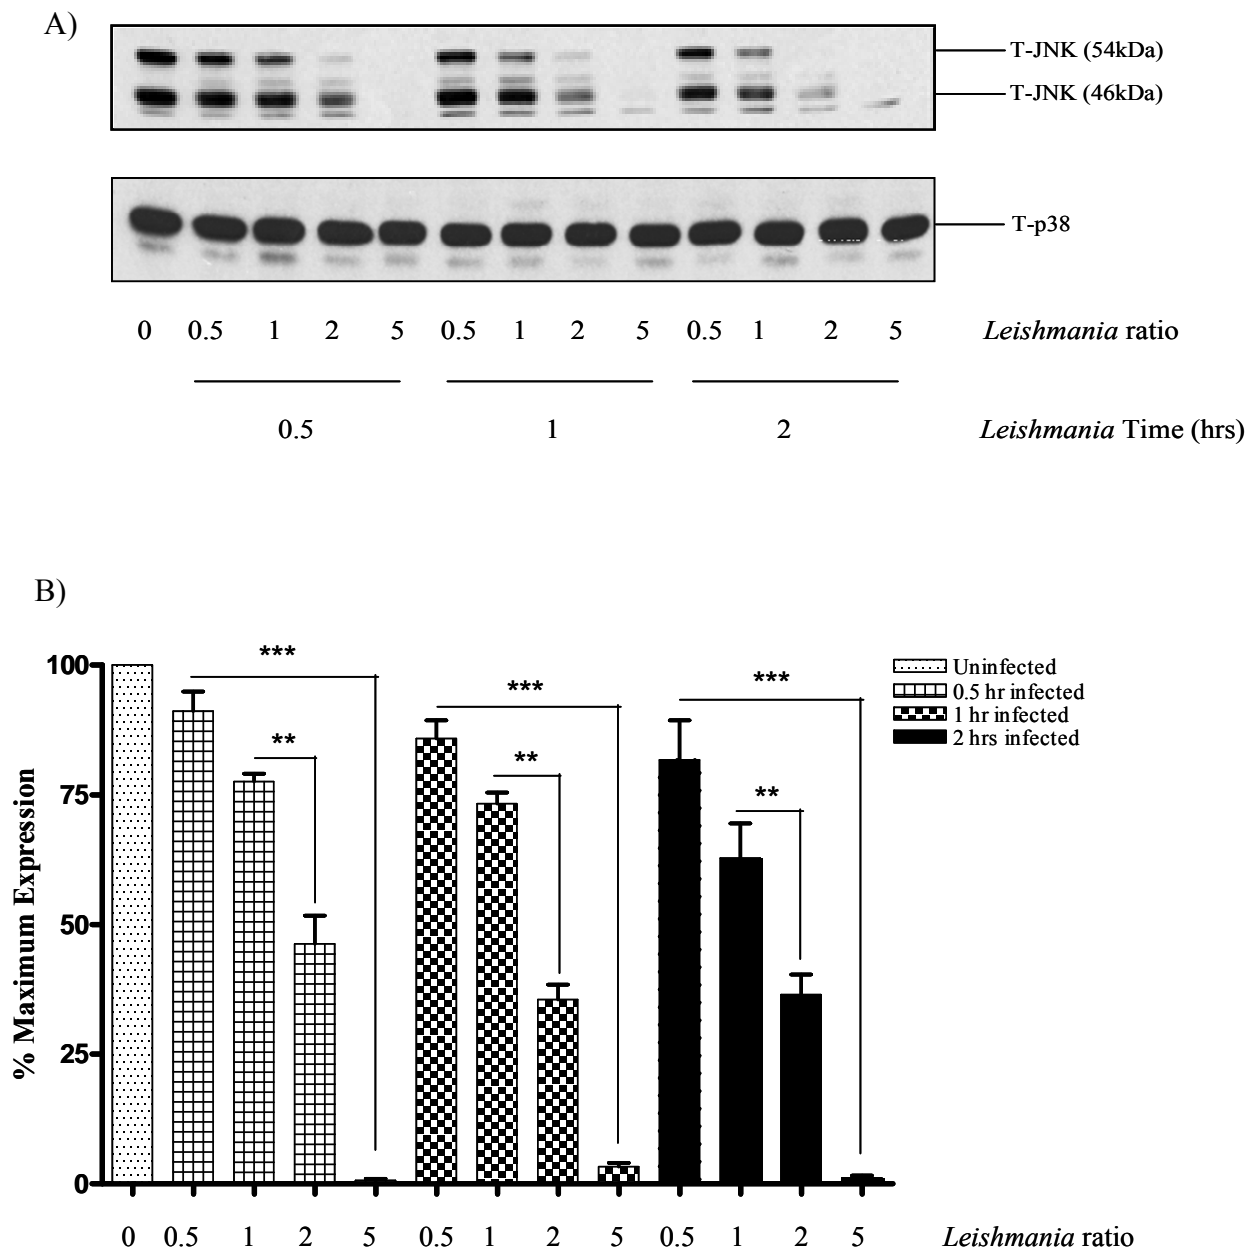 A)
T-JNK (54kDa)
T-JNK (46kDa)
T-p38
0 0.5 1 2 5 0.5 1 2 5 0.5 1 2 5 Leishmania ratio
0.5 1 2 Leishmania Time (hrs)
B)
% Maximum Expression
100
75
50
25
0
***
**
***
**
***
**
Uninfected
0.5 hr infected
1 hr infected
2 hrs infected
0 0.5 1 2 5 0.5 1 2 5 0.5 1 2 5 Leishmania ratio